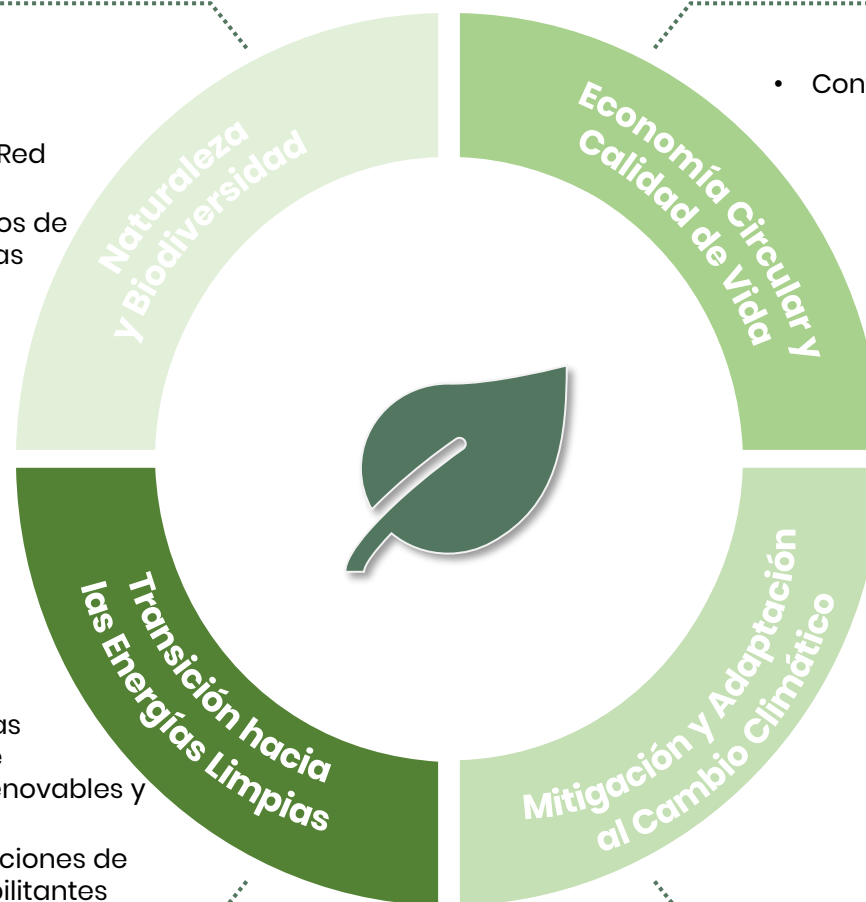 Naturaleza
y Biodiversidad
Red
os de
as
Economía Circular y
Calidad de Vida
• Con
Transición hacia
las Energías Limpias
as
e
enovables y
ciones de
bilitantes
Mitigación y Adaptación
al Cambio Climático